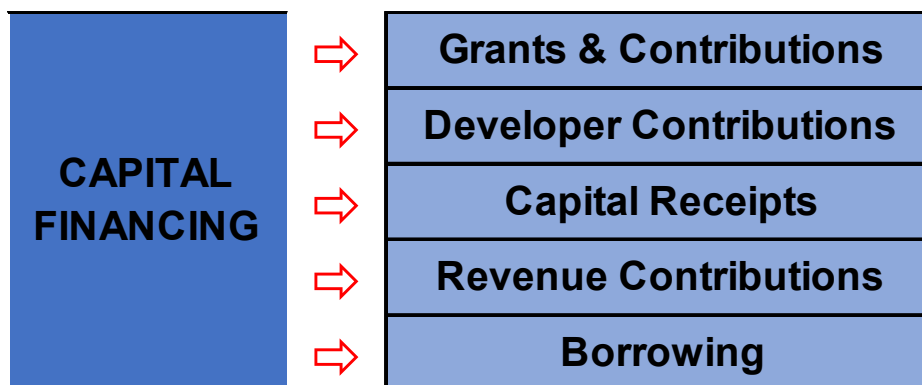 CAPITAL
FINANCING
Grants & Contributions
Developer Contributions
Capital Receipts
Revenue Contributions
Borrowing